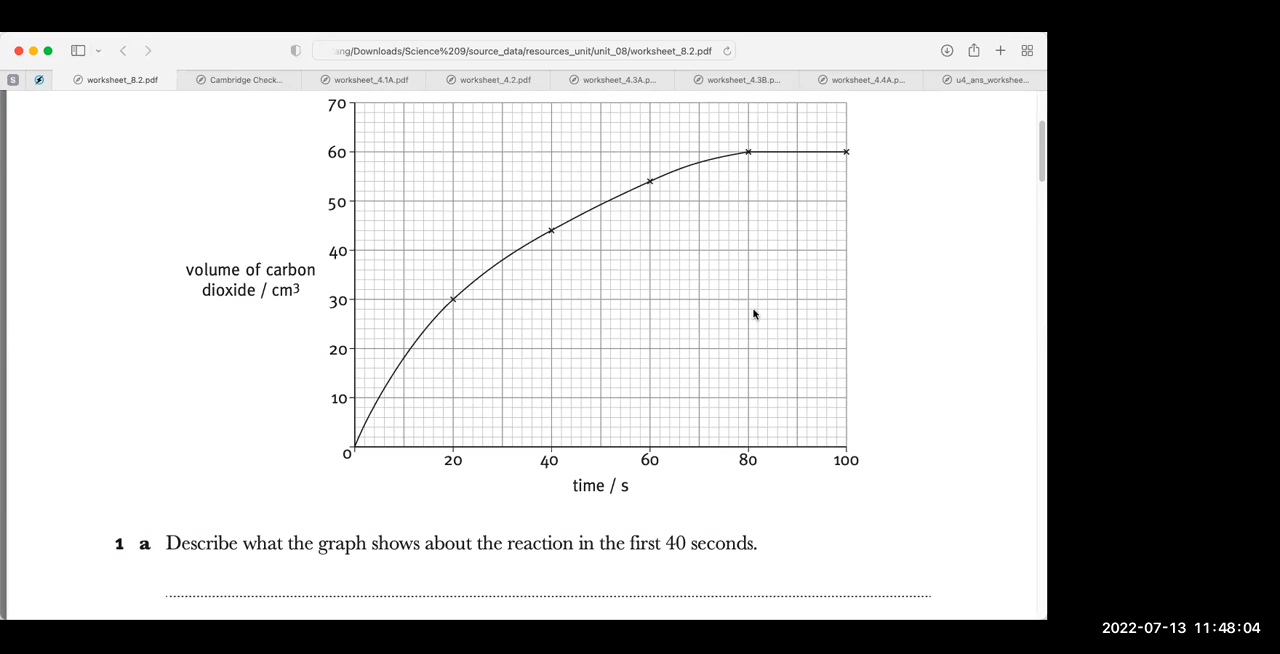 ang/Downloads/Science%209/source_data/resources_unit/unit_08/worksheet_8.2.pdf
S
worksheet_8.2.pdf
Cambridge Check...
worksheet_4.1A.pdf
worksheet_4.2.pdf
worksheet_4.3A.p...
worksheet_4.3B.p...
worksheet_4.4A.p...
u4_ans_workshee...
70
60
50
40
30
20
10
0
volume of carbon
dioxide / cm3
20 40 60 80 100
time / s
1 a Describe what the graph shows about the reaction in the first 40 seconds.
2022-07-13 11:48:04